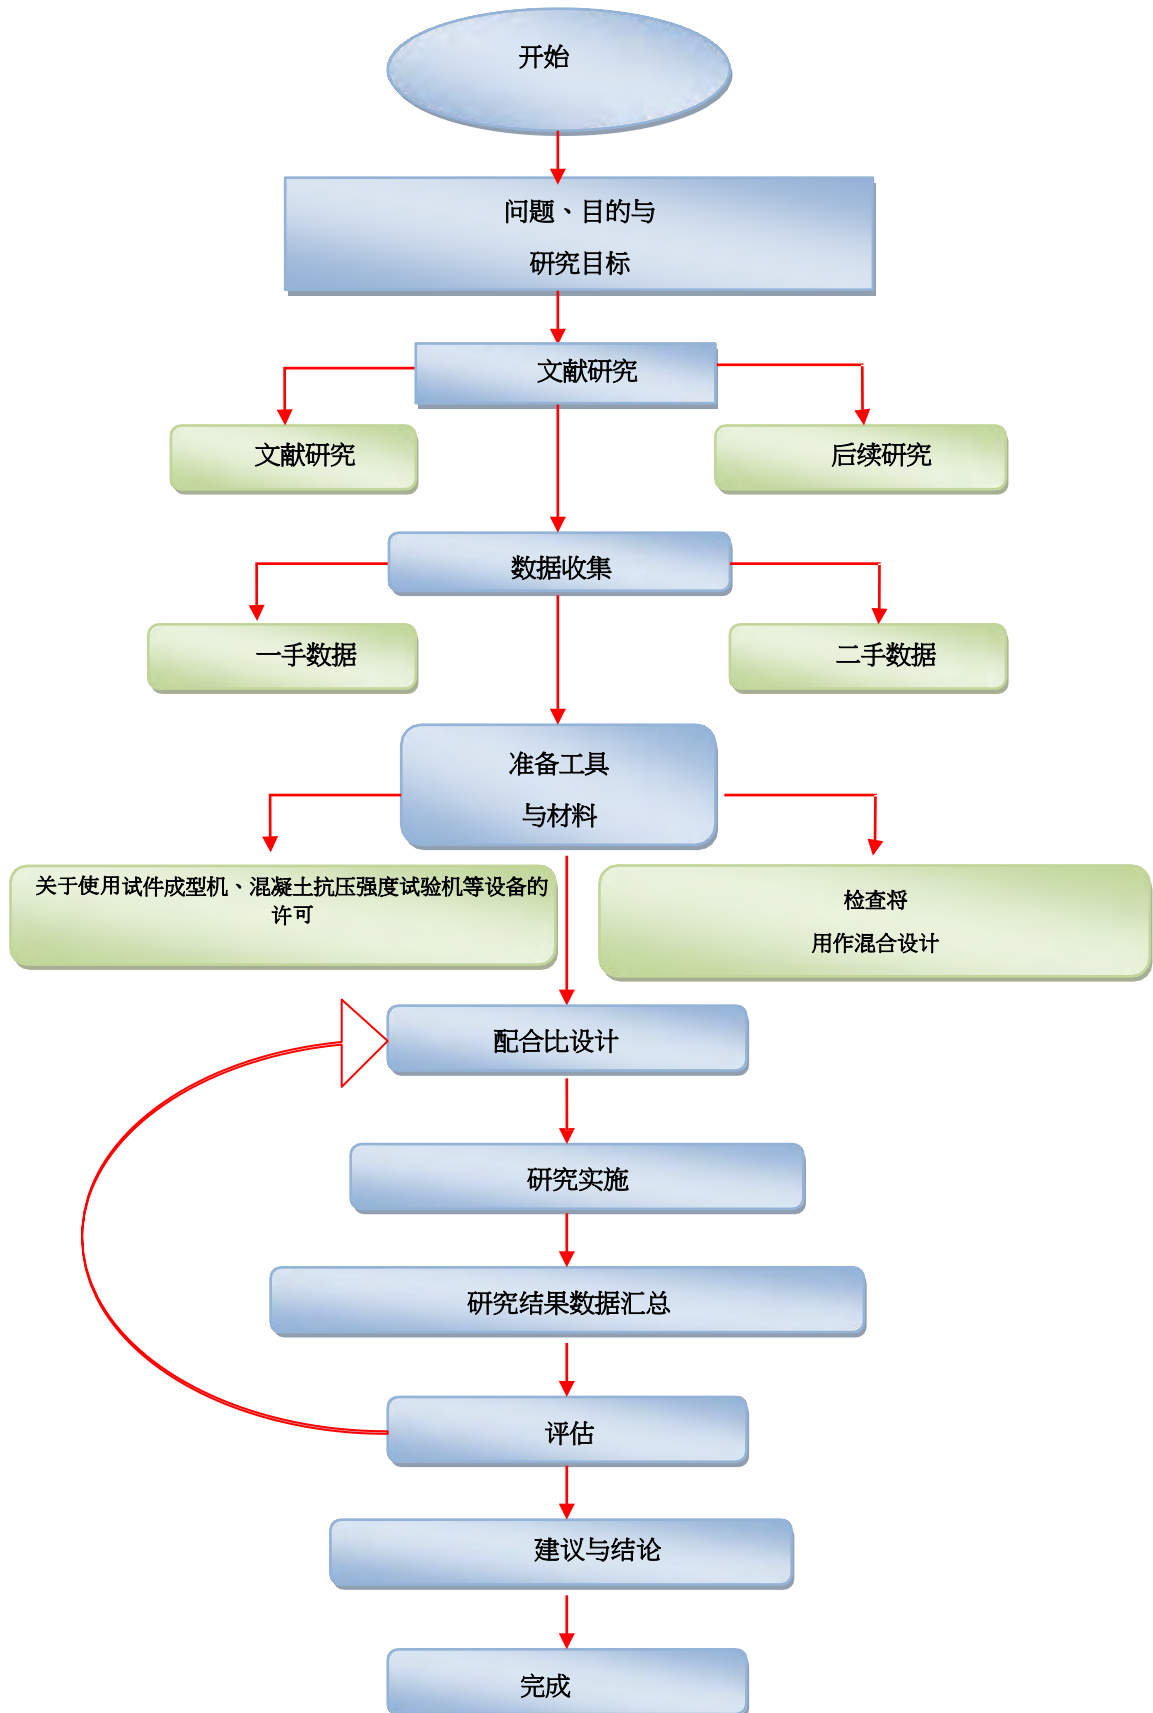 开始
问题、目的与
研究目标
文献研究
文献研究
后续研究
数据收集
一手数据
二手数据
准备工具
与材料
关于使用试件成型机、混凝土抗压强度试验机等设备的
许可
检查将
用作混合设计
配合比设计
研究实施
研究结果数据汇总
评估
建议与结论
完成